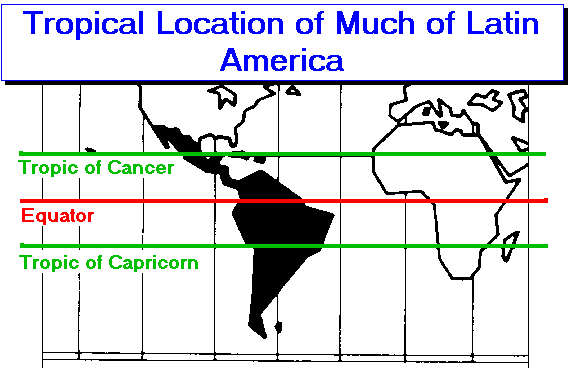 Tropical Location of Much of Latin
America
Tropic of Cancer
Equator
Tropic of Capricorn